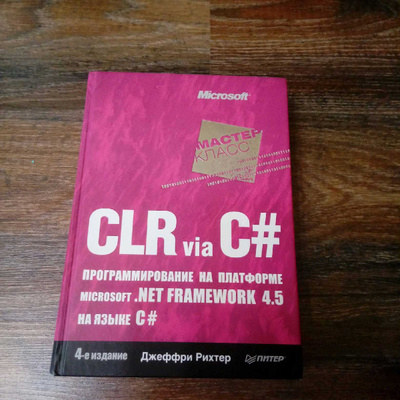 Microsoft
МАСТЕР
КЛАСС
CLR via C#
ПРОГРАММИРОВАНИЕ НА ПЛАТФОРМЕ
MICROSOFT .NET FRAMEWORK 4.5
НА ЯЗЫКЕ C#
4-е издание Джеффри Рихтер ПИТЕР